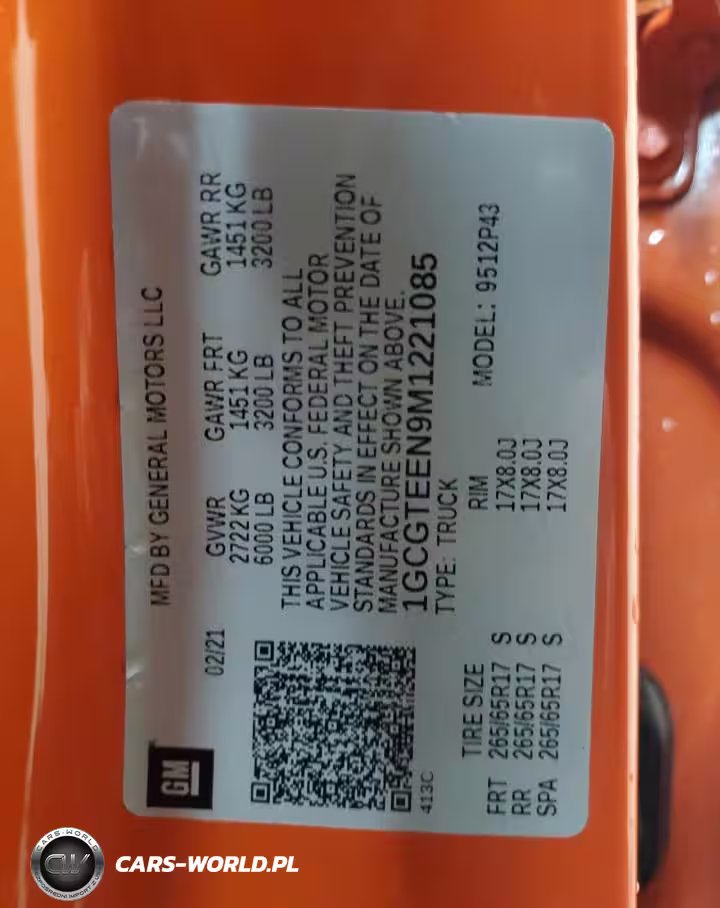 GM
MFD BY GENERAL MOTORS LLC
02/21
GVWR GAWR FRT GAWR RR
2722 KG 1451 KG 1451 KG
6000 LB 3200 LB 3200 LB
THIS VEHICLE CONFORMS TO ALL
APPLICABLE U.S. FEDERAL MOTOR
VEHICLE SAFETY AND THEFT PREVENTION
STANDARDS IN EFFECT ON THE DATE OF
MANUFACTURE SHOWN ABOVE.
1GCGTEEN9M1221085
413C TYPE: TRUCK
TIRE SIZE RIM MODEL: 9512P43
FRT 265/65R17 S 17X8.0J
RR 265/65R17 S 17X8.0J
SPA 265/65R17 S 17X8.0J
CARS-WORLD
CW
CARS-WORLD.PL